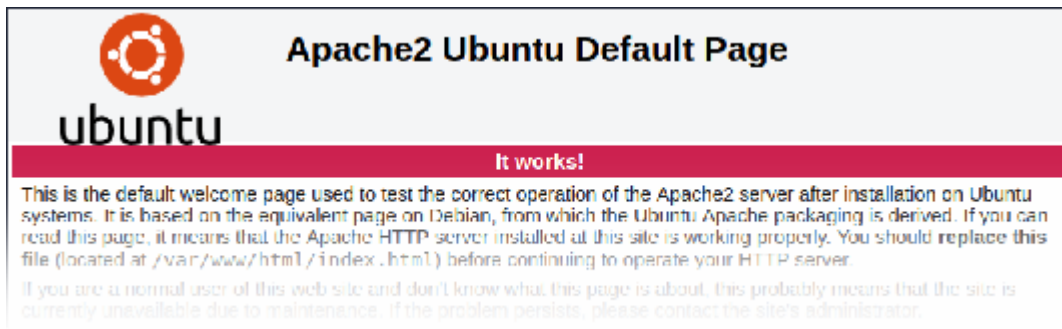 ubuntu
Apache2 Ubuntu Default Page
It works!
This is the default welcome page used to test the correct operation of the Apache2 server after installation on Ubuntu
systems. It is based on the equivalent page on Debian, from which the Ubuntu Apache packaging is derived. If you can
read this page, it means that the Apache HTTP server installed at this site is working properly. You should replace this
file (located at /var/www/html/index.html) before continuing to operate your HTTP server.
If you are a normal user of this web site and don't know what this page is about, this probably means that the site is
currently unavailable due to maintenance. If the problem persists, please contact the site's administrator.